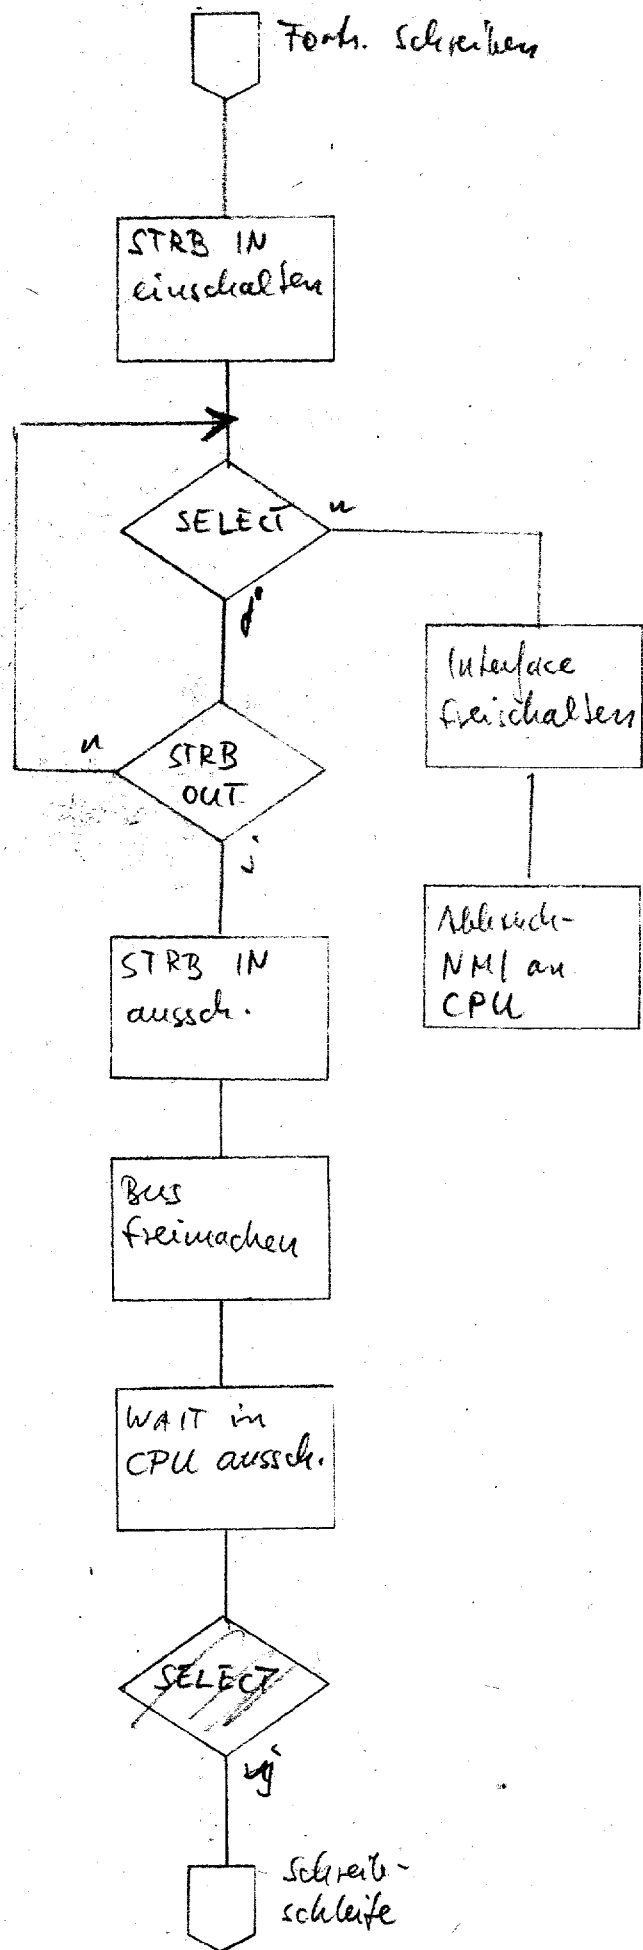 Forts. Schreiben
STRB IN
einschalten
SELECT
n
j
Interface
freischalten
n
STRB
OUT
j
Abbruch-
NMI an
CPU
STRB IN
aussch.
Bus
freimachen
WAIT in
CPU aussch.
SELECT
Schreib-
schleife